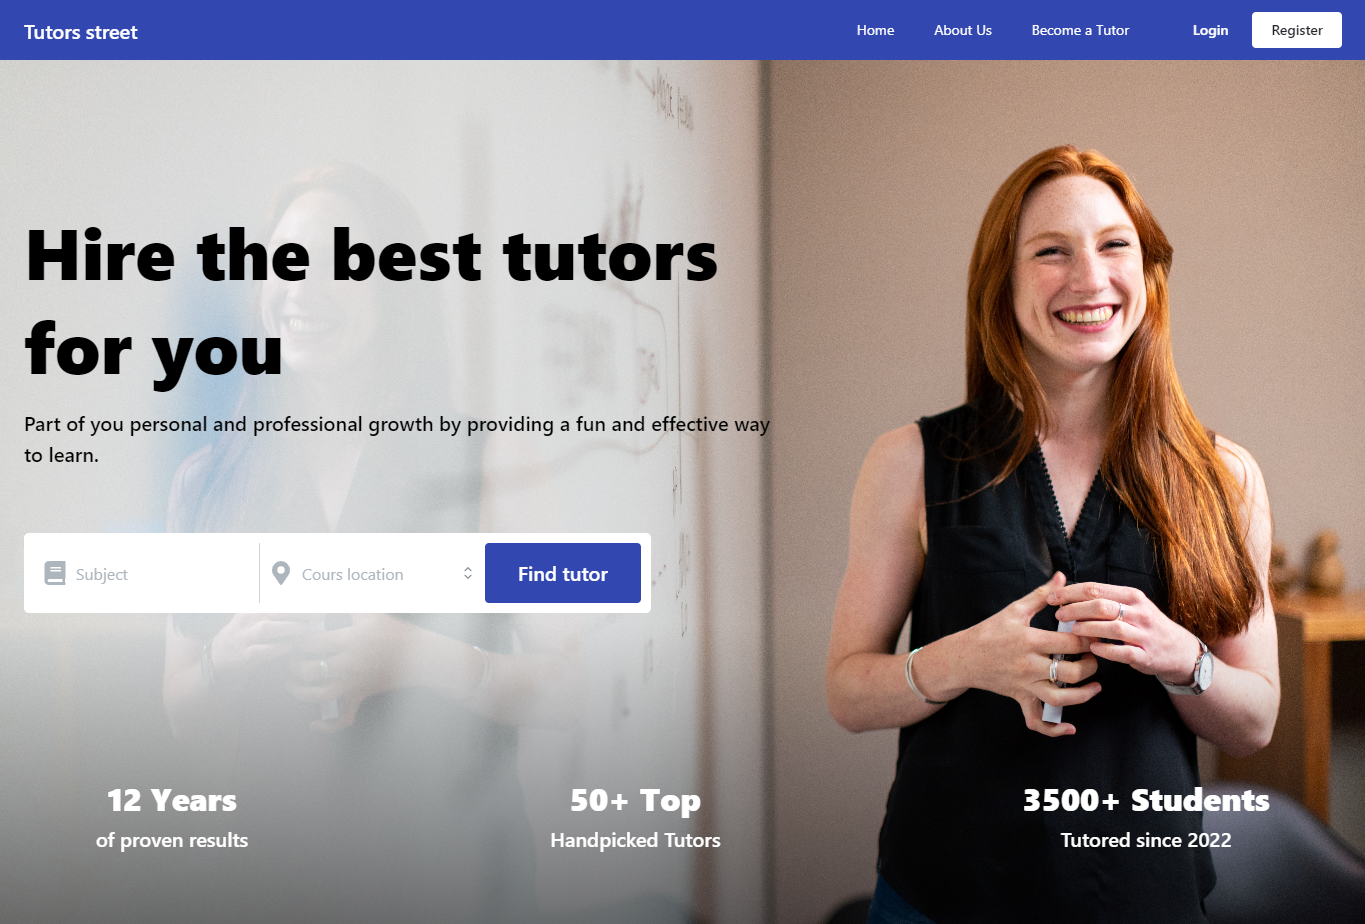 Tutors street
Home
About Us
Become a Tutor
Login
Register
Hire the best tutors
for you
Part of you personal and professional growth by providing a fun and effective way
to learn.
Subject
Cours location
Find tutor
12 Years
of proven results
50+ Top
Handpicked Tutors
3500+ Students
Tutored since 2022